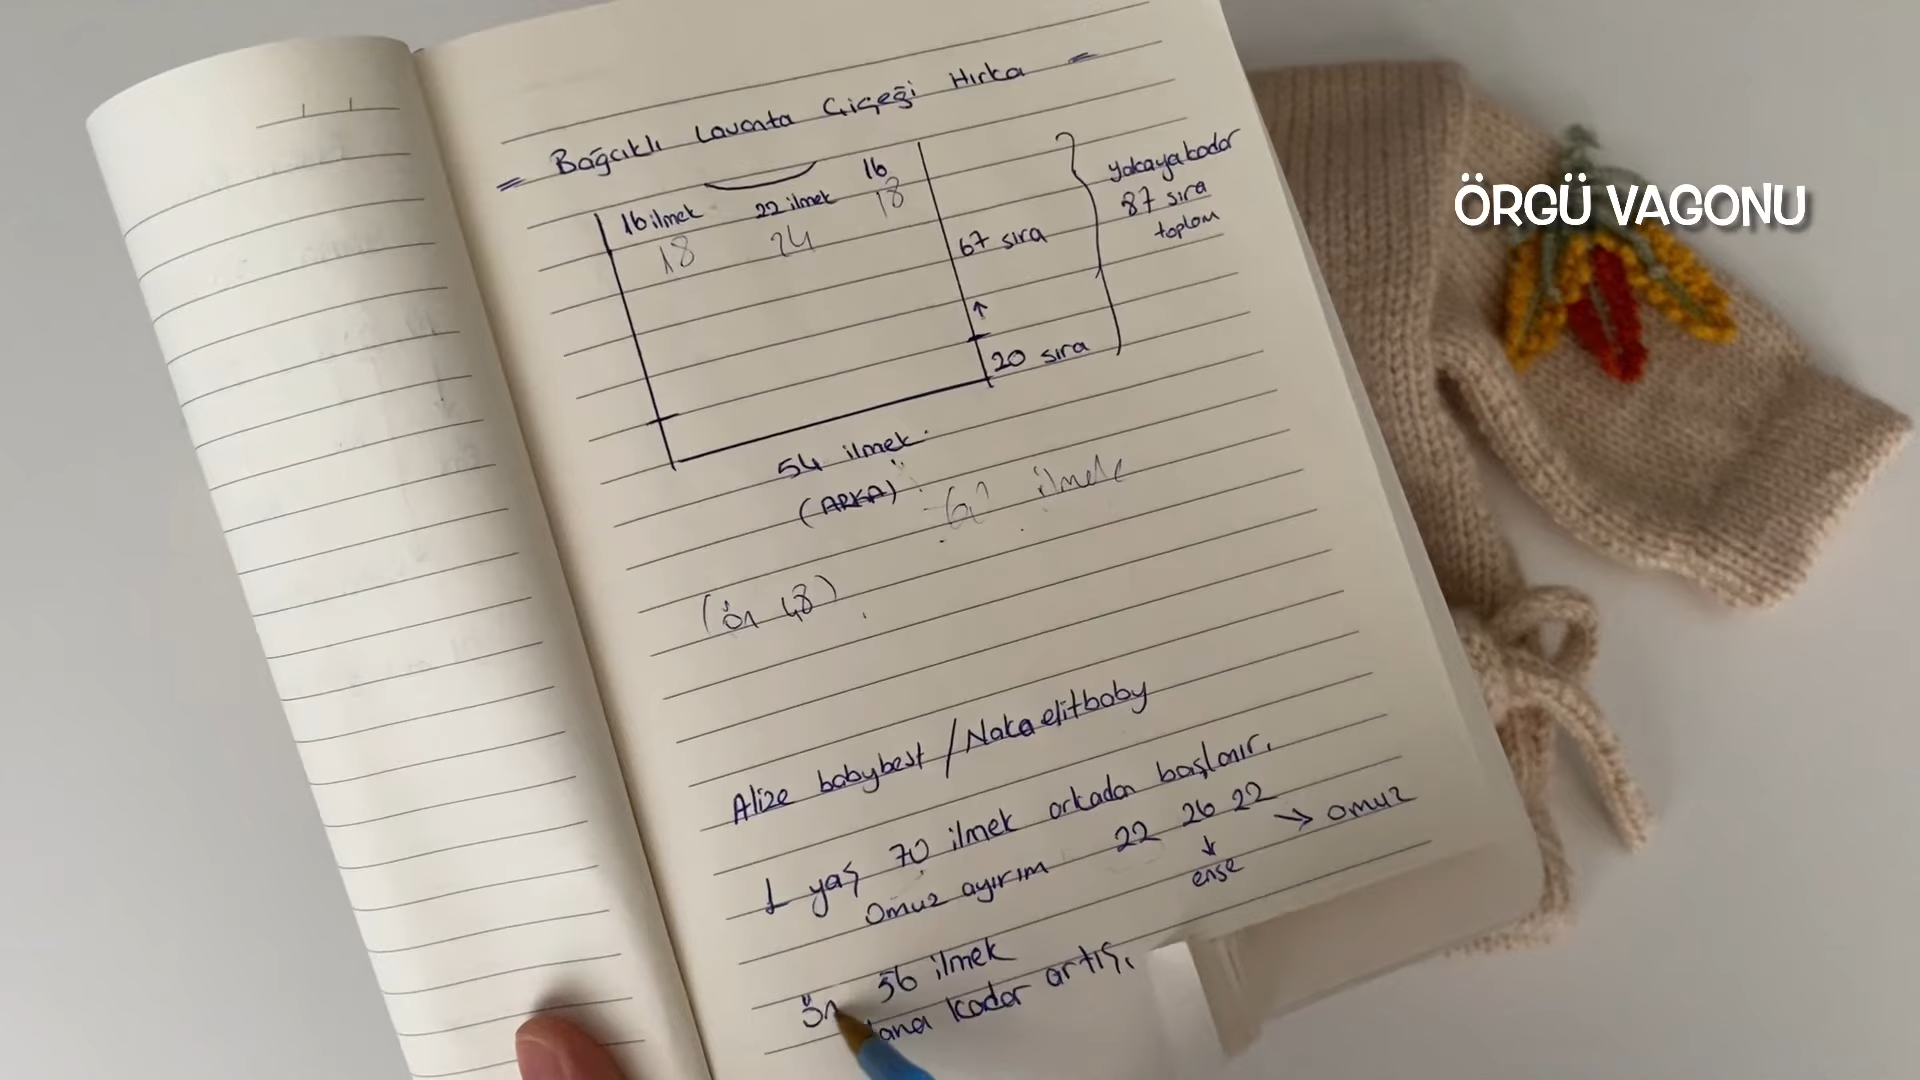 = Bağcıklı Lavanta Çiçeği Hırka =
16 ilmek 22 ilmek 16
18 24 18
67 sıra
↑
20 sıra
yakaya kadar
87 sıra
toplam
54 ilmek
(ARKA)
ilmek
(ön 48)
Alize babybest / Nako elitbaby
1 yaş 70 ilmek arkadan başlanır.
Omuz ayırım 22 26 22 → omuz
↓
ense
ön 56 ilmek
kadar artış.
ÖRGÜ VAGONU